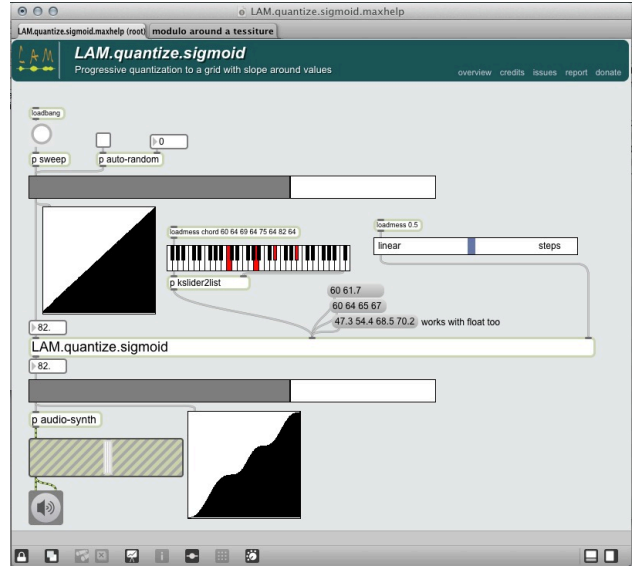 LAM.quantize.sigmoid.maxhelp
LAM.quantize.sigmoid.maxhelp (root)
modulo around a tessiture
LAM
LAM.quantize.sigmoid
Progressive quantization to a grid with slope around values
overview credits issues report donate
loadbang
0
p sweep
p auto-random
loadmess chord 60 64 69 64 75 64 82 64
loadmess 0.5
linear
steps
p kslider2list
60 61.7
60 64 65 67
47.3 54.4 68.5 70.2 works with float too
82.
LAM.quantize.sigmoid
82.
p audio-synth